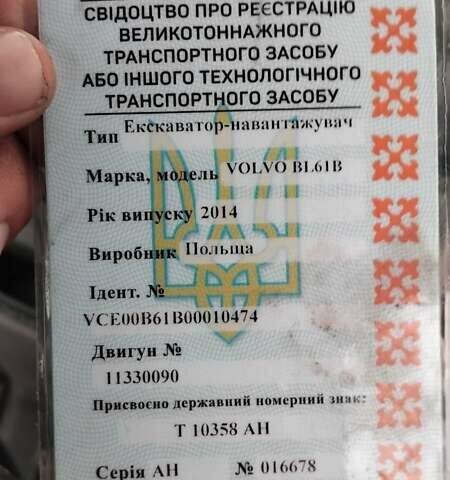 СВІДОЦТВО ПРО РЕЄСТРАЦІЮ
ВЕЛИКОТОННАЖНОГО
ТРАНСПОРТНОГО ЗАСОБУ
АБО ІНШОГО ТЕХНОЛОГІЧНОГО
ТРАНСПОРТНОГО ЗАСОБУ
Тип Екскаватор-навантажувач
Марка, модель VOLVO BL61B
Рік випуску 2014
Виробник Польща
Ідент. №
VCE00B61B00010474
Двигун №
11330090
Присвоєно державний номерний знак:
Т 10358 АН
Серія АН № 016678